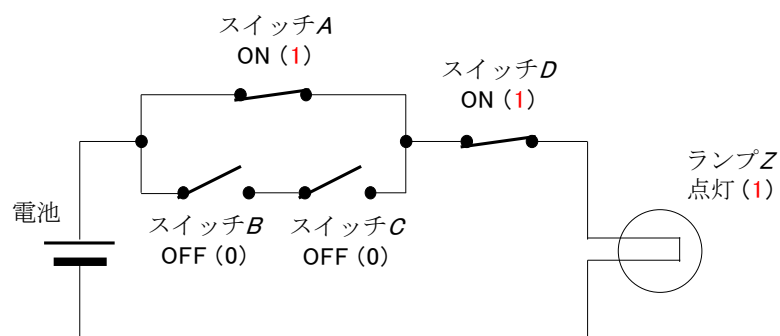 スイッチA
ON (1)
スイッチD
ON (1)
ランプZ
点灯 (1)
電池
スイッチB
OFF (0)
スイッチC
OFF (0)